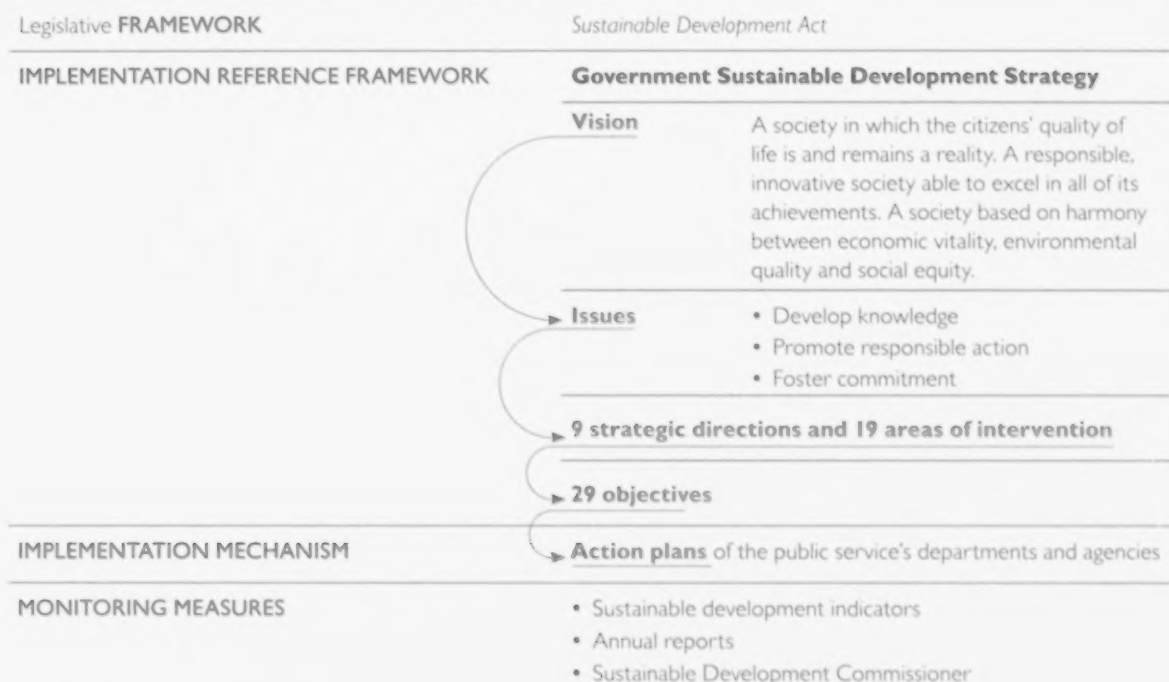 Legislative FRAMEWORK Sustainable Development Act
IMPLEMENTATION REFERENCE FRAMEWORK Government Sustainable Development Strategy
Vision A society in which the citizens' quality of
life is and remains a reality. A responsible,
innovative society able to excel in all of its
achievements. A society based on harmony
between economic vitality, environmental
quality and social equity.
Issues • Develop knowledge
• Promote responsible action
• Foster commitment
9 strategic directions and 19 areas of intervention
29 objectives
IMPLEMENTATION MECHANISM Action plans of the public service's departments and agencies
MONITORING MEASURES • Sustainable development indicators
• Annual reports
• Sustainable Development Commissioner